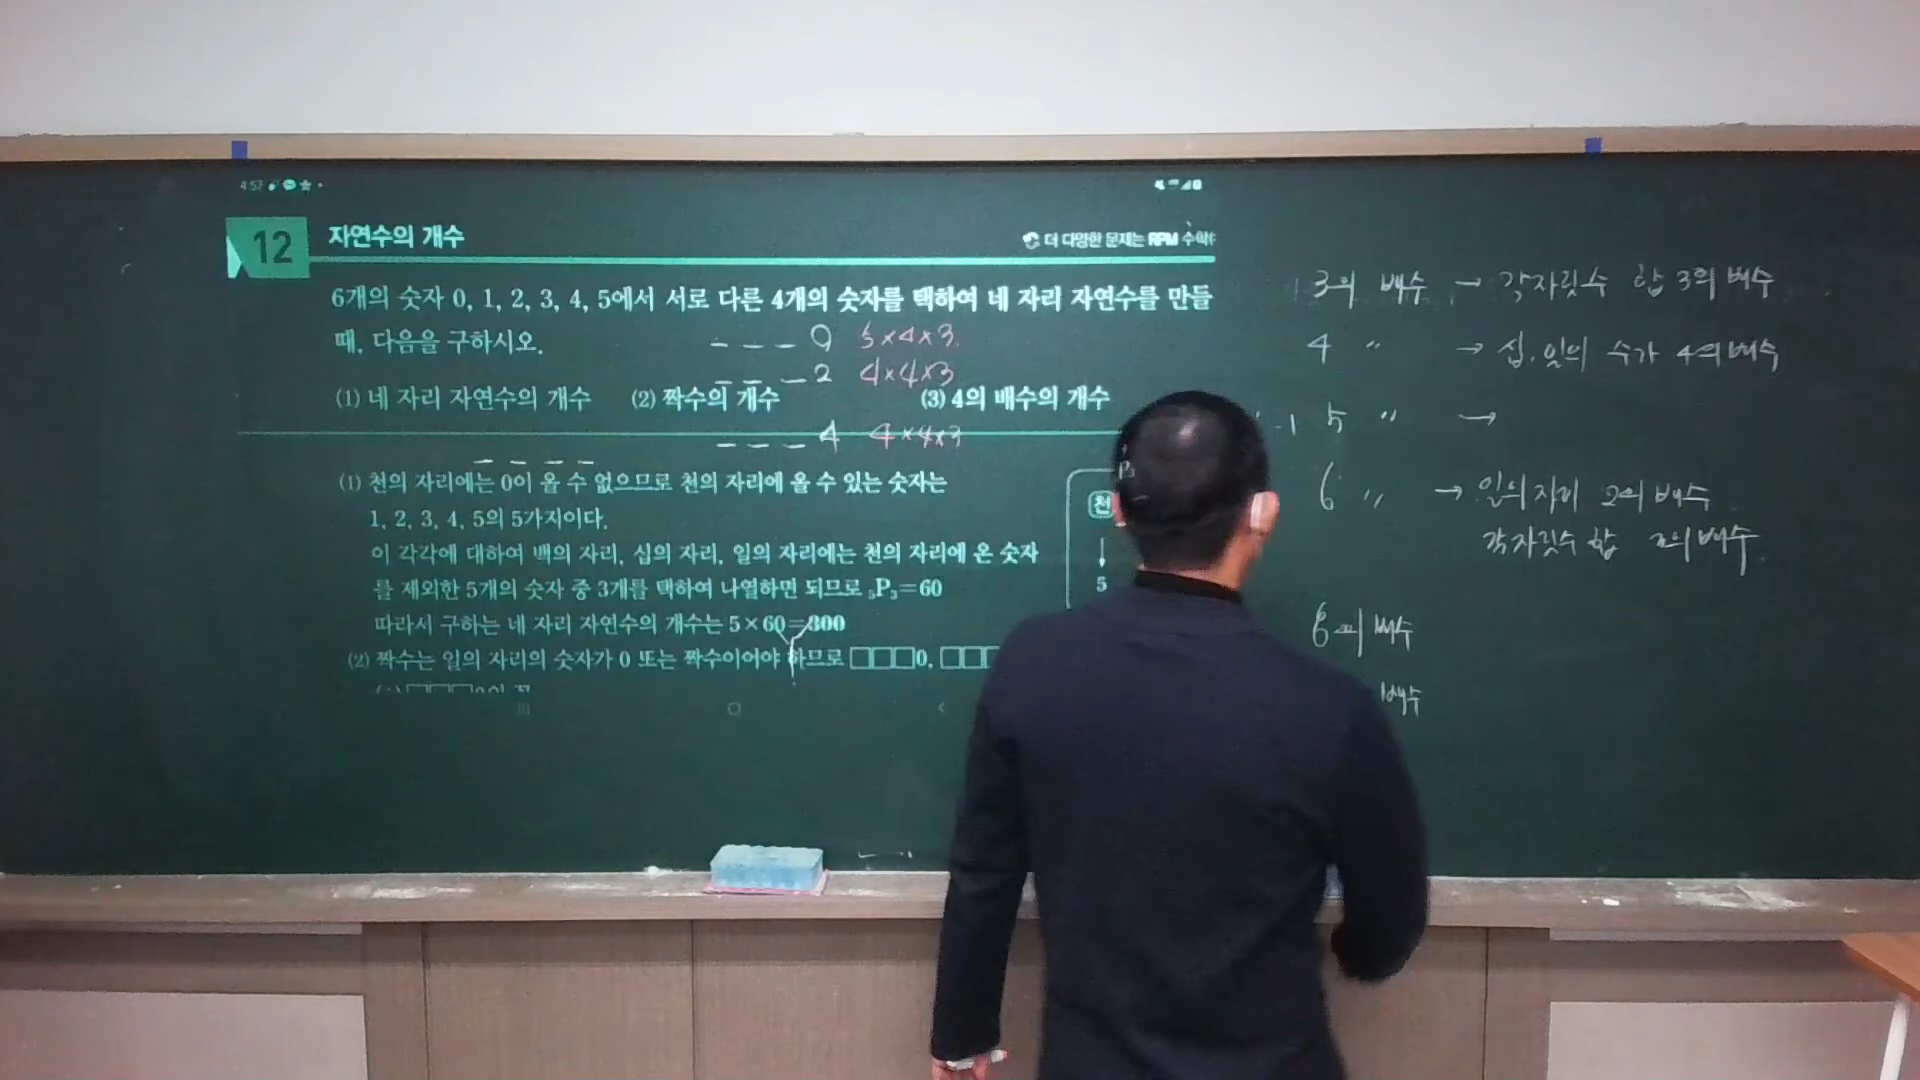 4:57
12 자연수의 개수
더 다양한 문제는 RPM 수학(
6개의 숫자 0, 1, 2, 3, 4, 5에서 서로 다른 4개의 숫자를 택하여 네 자리 자연수를 만들
때, 다음을 구하시오.
_ _ _ 0 5×4×3
_ _ _ 2 4×4×3
(1) 네 자리 자연수의 개수 (2) 짝수의 개수 (3) 4의 배수의 개수
_ _ _ 4 4×4×3
(1) 천의 자리에는 0이 올 수 없으므로 천의 자리에 올 수 있는 숫자는
1, 2, 3, 4, 5의 5가지이다.
이 각각에 대하여 백의 자리, 십의 자리, 일의 자리에는 천의 자리에 온 숫자
를 제외한 5개의 숫자 중 3개를 택하여 나열하면 되므로 ₅P₃=60
따라서 구하는 네 자리 자연수의 개수는 5×60=300
(2) 짝수는 일의 자리의 숫자가 0 또는 짝수이어야 하므로 □□□0, □□□
천
↓
5
3의 배수 → 각자릿수 합 3의 배수
4 〃 → 십.일의 수가 4의 배수
5 〃 →
6 〃 → 일의 자리 2의 배수
각자릿수 합 3의 배수
6의 배수
배수